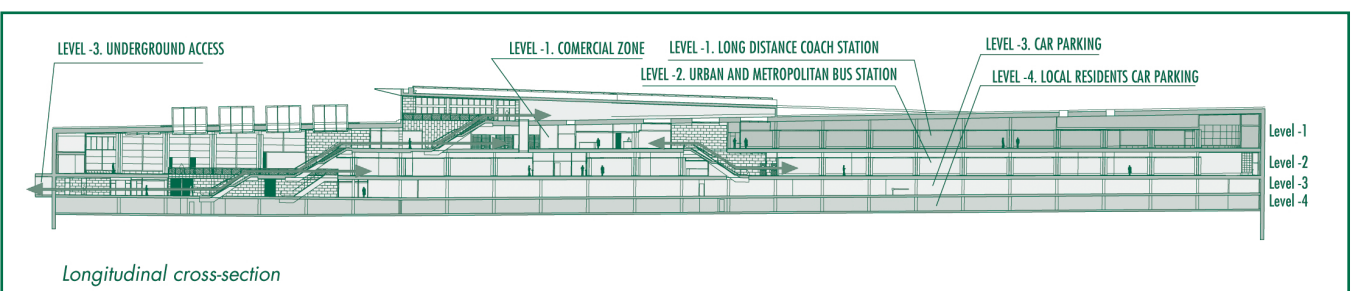 LEVEL -3. UNDERGROUND ACCESS
LEVEL -1. COMERCIAL ZONE
LEVEL -1. LONG DISTANCE COACH STATION
LEVEL -2. URBAN AND METROPOLITAN BUS STATION
LEVEL -3. CAR PARKING
LEVEL -4. LOCAL RESIDENTS CAR PARKING
Level -1
Level -2
Level -3
Level -4
Longitudinal cross-section